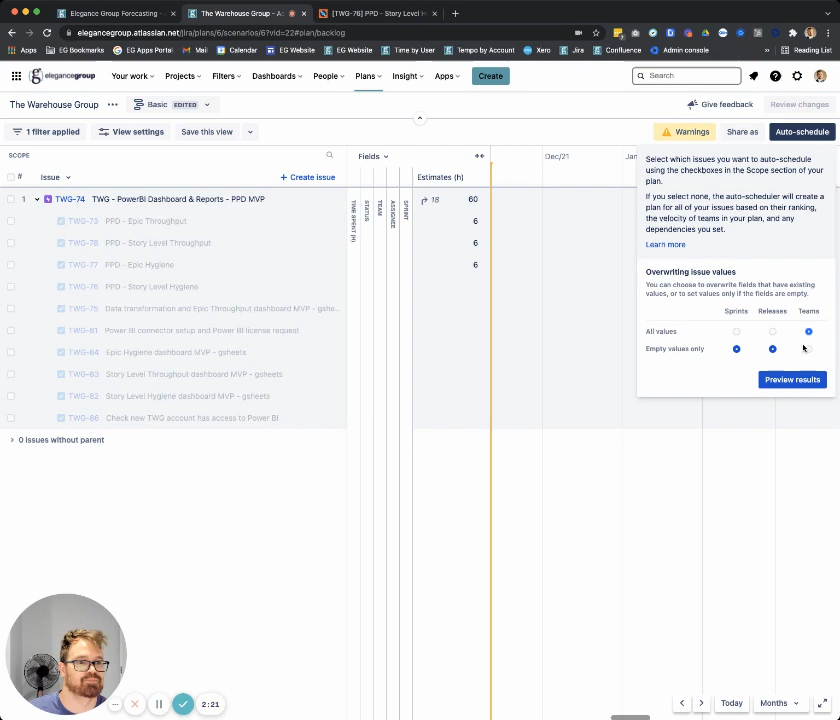 Elegance Group Forecasting -
The Warehouse Group - A
[TWG-76] PPD - Story Level H
elegancegroup.atlassian.net/jira/plans/6/scenarios/6?vid=22#plan/backlog
Apps
EG Bookmarks
EG Apps Portal
Mail
Calendar
EG Website
EG Website
Time by User
Tempo by Account
Xero
Jira
Confluence
Admin console
»
Reading List
elegancegroup
Your work
Projects
Filters
Dashboards
People
Plans
Insight
Apps
Create
Search
The Warehouse Group
Basic EDITED
Give feedback
Review changes
1 filter applied
View settings
Save this view
Warnings
Share as
Auto-schedule
SCOPE
Fields
Dec/21
Jan
# Issue
+ Create issue
Estimates (h)
TIME SPENT (H)
STATUS
TEAM
ASSIGNEE
SPRINT
1 TWG-74 TWG - PowerBI Dashboard & Reports - PPD MVP
18 60
TWG-73 PPD - Epic Throughput 6
TWG-78 PPD - Story Level Throughput 6
TWG-77 PPD - Epic Hygiene 6
TWG-76 PPD - Story Level Hygiene
TWG-75 Data transformation and Epic Throughput dashboard MVP - gshe...
TWG-81 Power BI connector setup and Power BI license request
TWG-84 Epic Hygiene dashboard MVP - gsheets
TWG-83 Story Level Throughout dashboard MVP - gsheets
TWG-82 Story Level Hygiene dashboard MVP - gsheets
TWG-86 Check new TWG account has access to Power BI
0 issues without parent
Select which issues you want to auto-schedule
using the checkboxes in the Scope section of your
plan.
If you select none, the auto-scheduler will create a
plan for all of your issues based on their ranking,
the velocity of teams in your plan, and any
dependencies you set.
Learn more
Overwriting issue values
You can choose to overwrite fields that have existing
values, or to set values only if the fields are empty.
Sprints Releases Teams
All values
Empty values only
Preview results
2:21
Today
Months